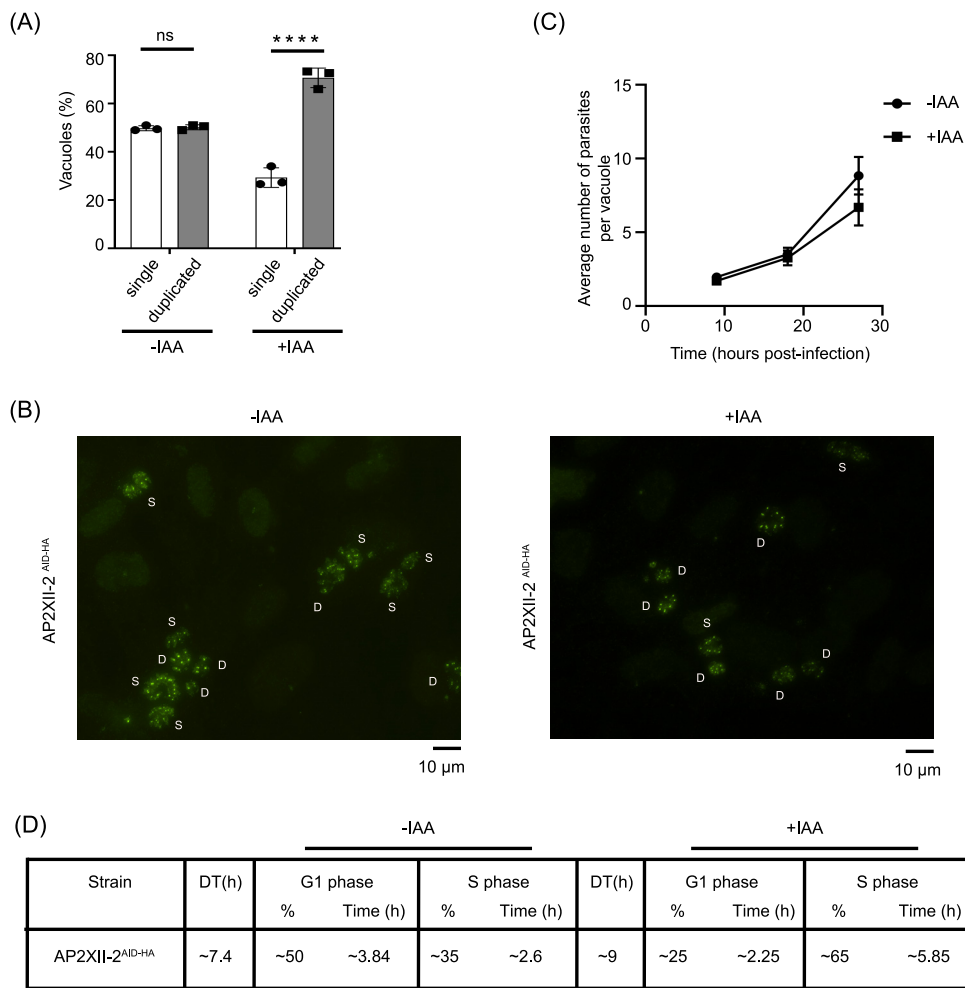 (A)
ns
****
80
60
40
20
0
Vacuoles (%)
single
duplicated
single
duplicated
-IAA
+IAA
(C)
15
10
5
0
Average number of parasites
per vacuole
0
10
20
30
Time (hours post-infection)
-IAA
+IAA
(B)
-IAA
+IAA
AP2XII-2 AID-HA
S
S
S
D
S
S
D
D
S
D
S
D
10 µm
AP2XII-2 AID-HA
S
D
D
D
S
D
D
D
10 µm
(D)
-IAA
+IAA
Strain DT(h) G1 phase S phase DT(h) G1 phase S phase
% Time (h) % Time (h) % Time (h) % Time (h)
AP2XII-2AID-HA ~7.4 ~50 ~3.84 ~35 ~2.6 ~9 ~25 ~2.25 ~65 ~5.85